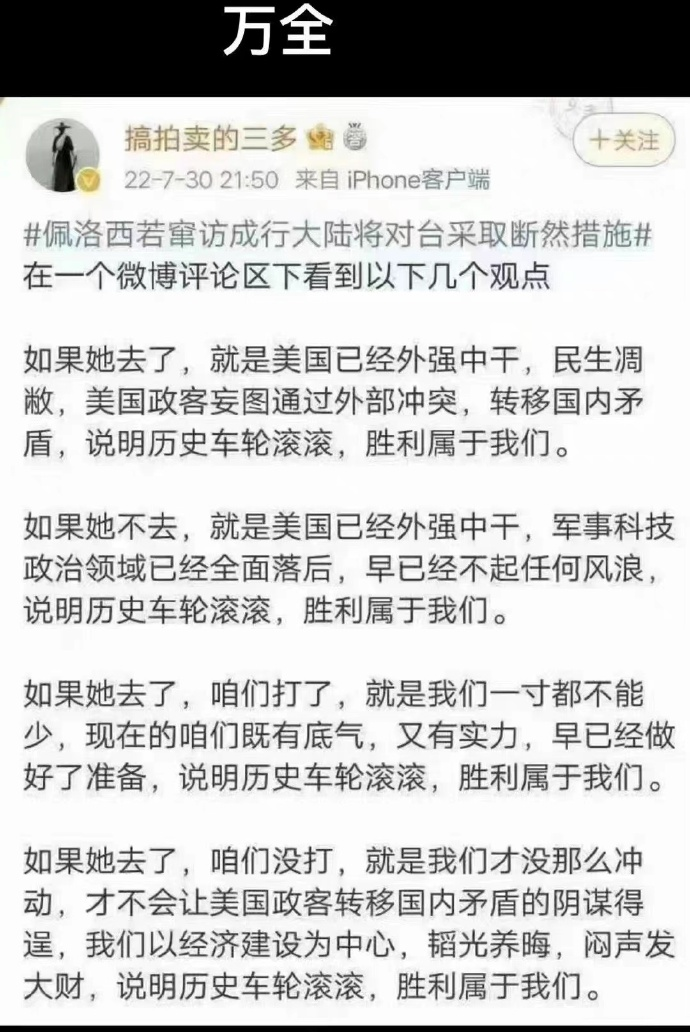 万全
搞拍卖的三多
+关注
22-7-30 21:50 来自 iPhone客户端
#佩洛西若窜访成行大陆将对台采取断然措施#
在一个微博评论区下看到以下几个观点
如果她去了，就是美国已经外强中干，民生凋
敝，美国政客妄图通过外部冲突，转移国内矛
盾，说明历史车轮滚滚，胜利属于我们。
如果她不去，就是美国已经外强中干，军事科技
政治领域已经全面落后，早已经不起任何风浪，
说明历史车轮滚滚，胜利属于我们。
如果她去了，咱们打了，就是我们一寸都不能
少，现在的咱们既有底气，又有实力，早已经做
好了准备，说明历史车轮滚滚，胜利属于我们。
如果她去了，咱们没打，就是我们才没那么冲
动，才不会让美国政客转移国内矛盾的阴谋得
逞，我们以经济建设为中心，韬光养晦，闷声发
大财，说明历史车轮滚滚，胜利属于我们。